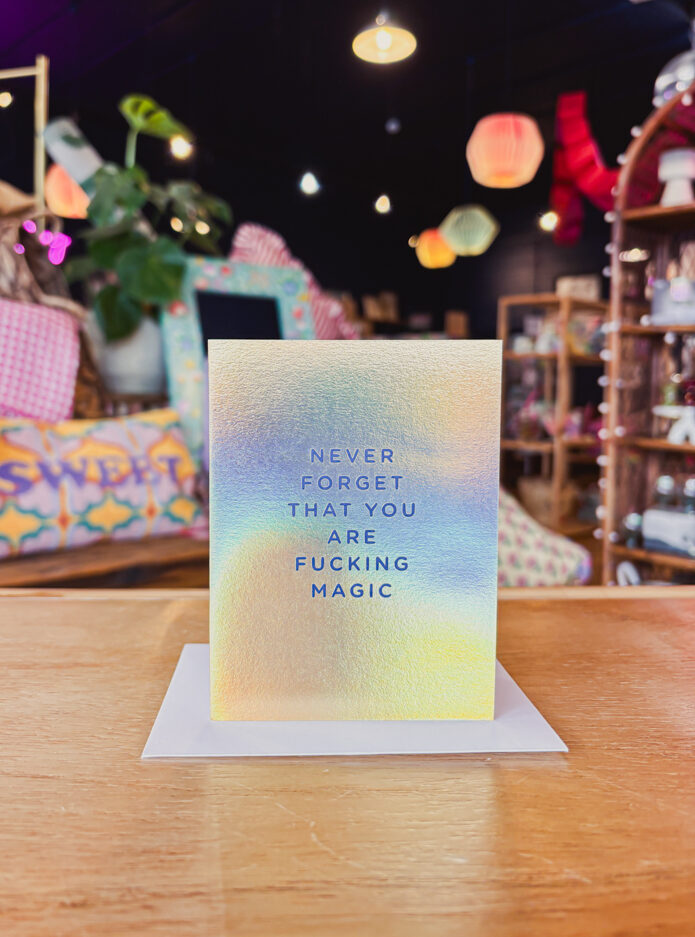 SWEET
NEVER
FORGET
THAT YOU
ARE
FUCKING
MAGIC